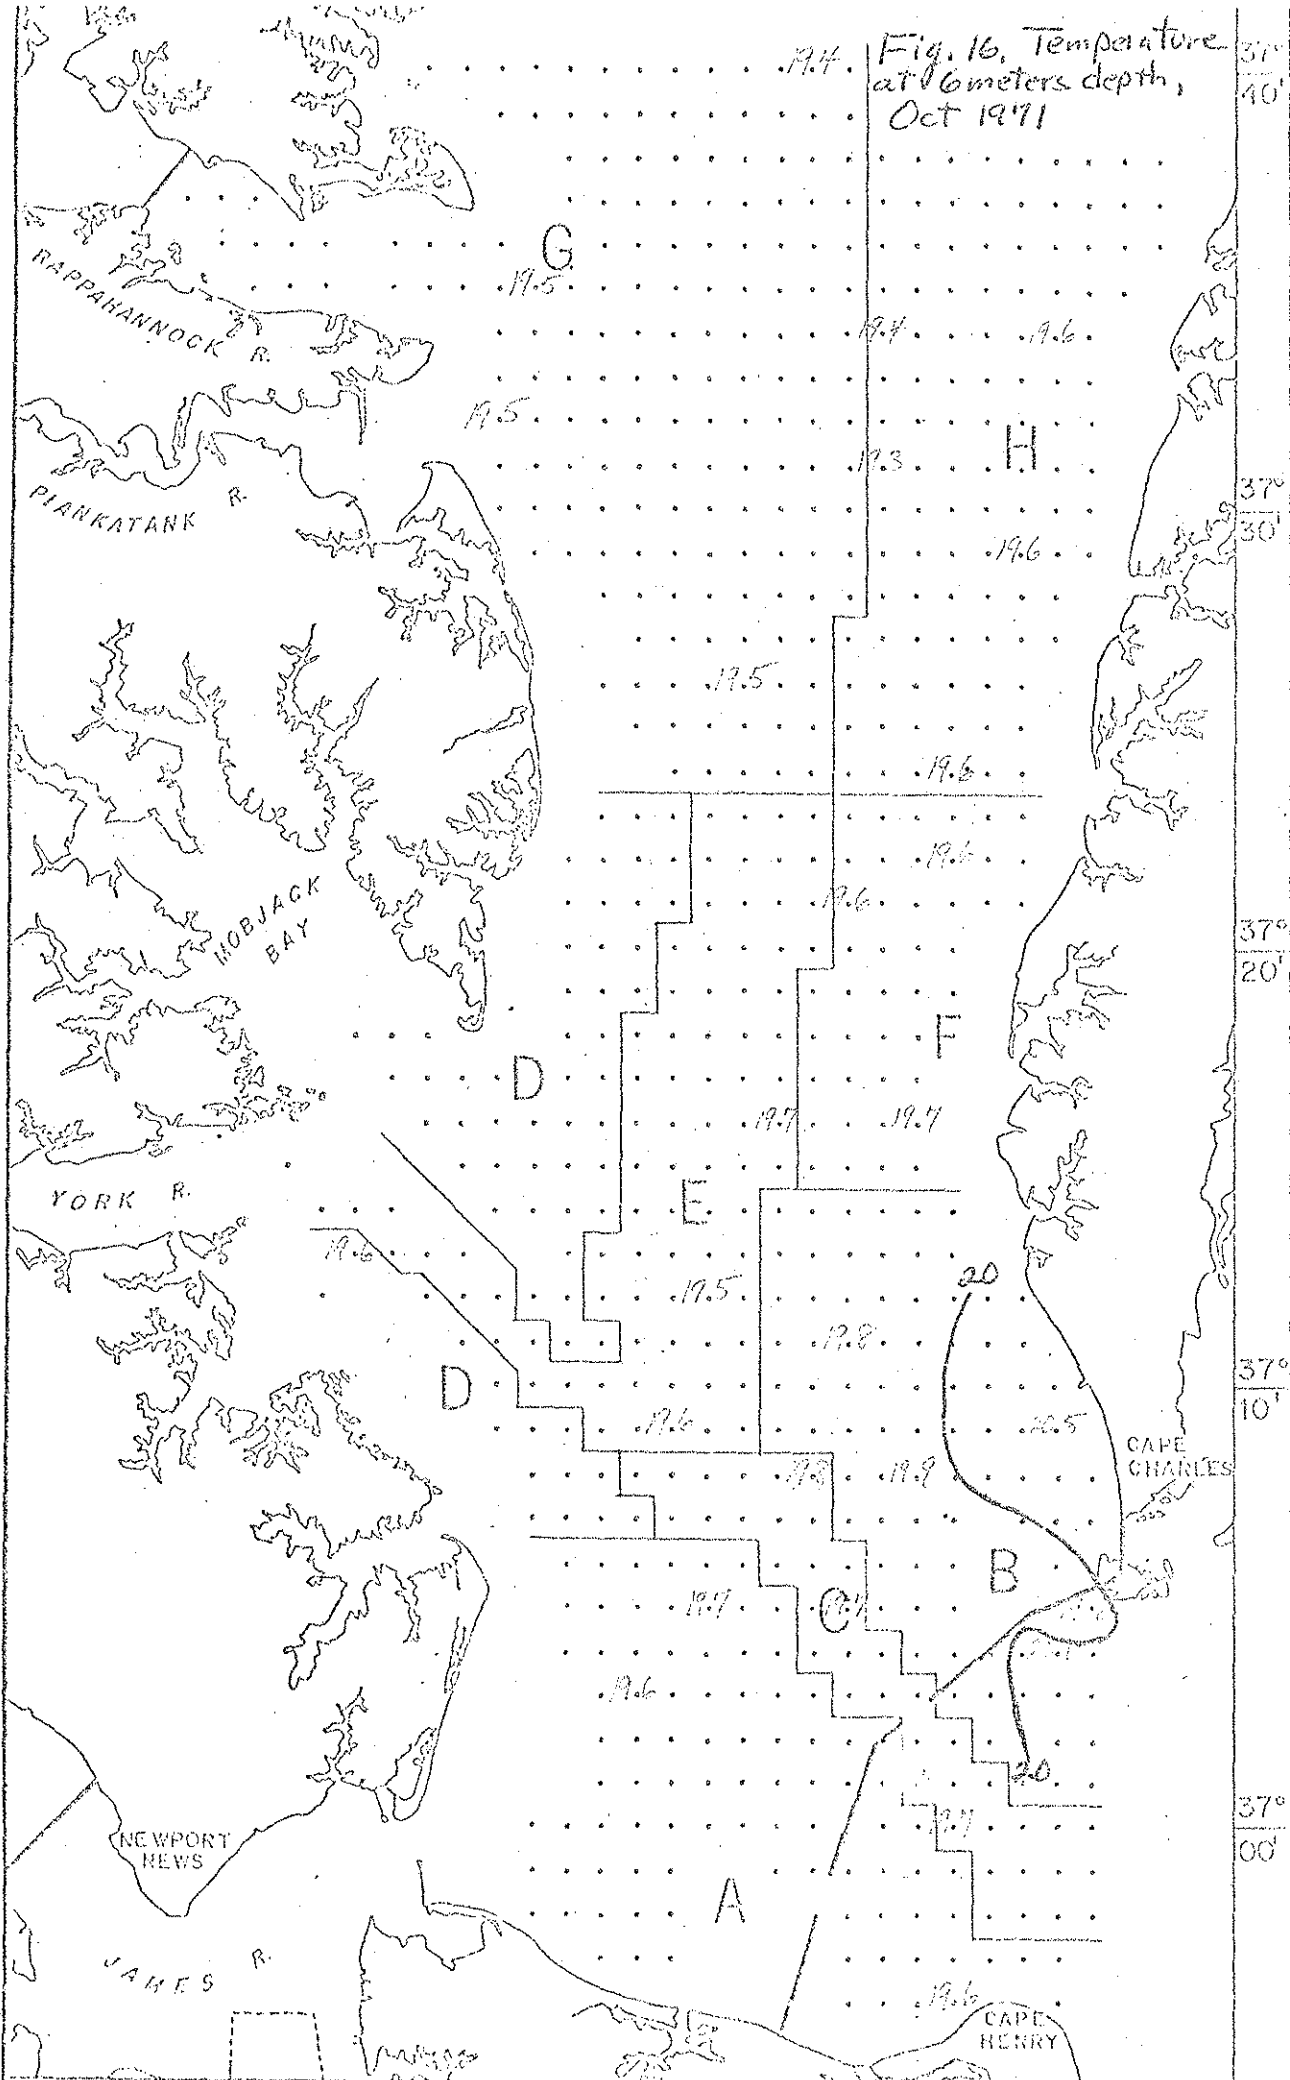 19.4
Fig. 16. Temperature
at 6 meters depth,
Oct 1971
37°
40'
G
RAPPAHANNOCK R.
19.5
19.4
19.6
19.5
H
19.3
PIANKATANK R.
37°
30'
19.6
19.5
19.6
19.6
19.6
MOBJACK
BAY
37°
20'
F
D
19.7
19.7
YORK R.
E
19.6
20
19.5
19.8
D
37°
10'
19.6
20.5
CAPE
CHARLES
19.8
19.9
B
19.7
C
19.6
20
19.7
37°
00'
NEWPORT
NEWS
A
JAMES R.
19.6
CAPE
HENRY